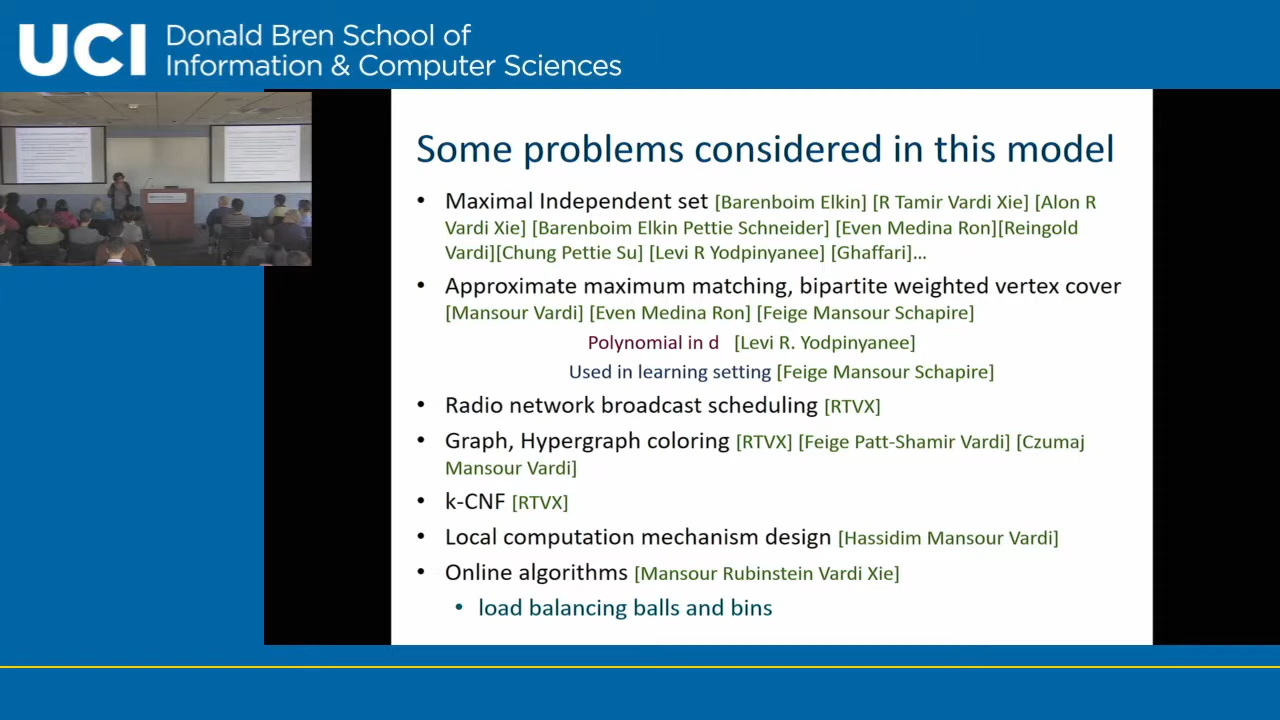 UCI Donald Bren School of
Information & Computer Sciences
Some problems considered in this model
• Maximal Independent set [Barenboim Elkin] [R Tamir Vardi Xie] [Alon R
Vardi Xie] [Barenboim Elkin Pettie Schneider] [Even Medina Ron][Reingold
Vardi][Chung Pettie Su] [Levi R Yodpinyanee] [Ghaffari]…
• Approximate maximum matching, bipartite weighted vertex cover
[Mansour Vardi] [Even Medina Ron] [Feige Mansour Schapire]
Polynomial in d [Levi R. Yodpinyanee]
Used in learning setting [Feige Mansour Schapire]
• Radio network broadcast scheduling [RTVX]
• Graph, Hypergraph coloring [RTVX] [Feige Patt-Shamir Vardi] [Czumaj
Mansour Vardi]
• k-CNF [RTVX]
• Local computation mechanism design [Hassidim Mansour Vardi]
• Online algorithms [Mansour Rubinstein Vardi Xie]
• load balancing balls and bins